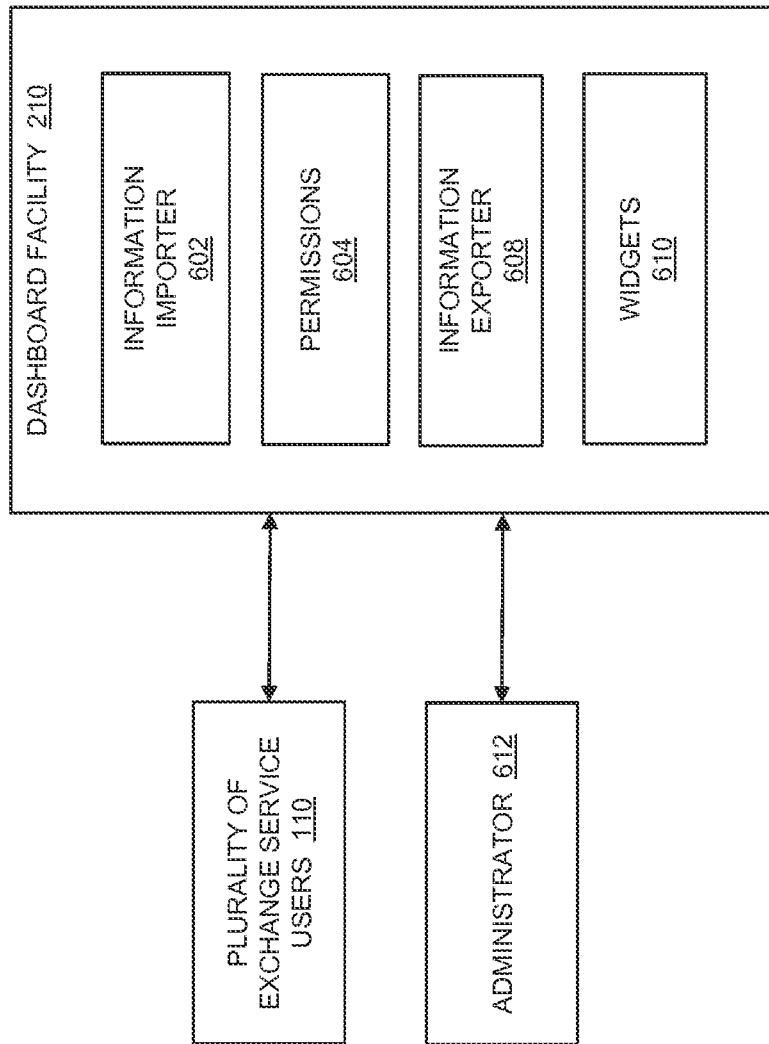 DASHBOARD FACILITY 210
INFORMATION
IMPORTER
602
PERMISSIONS
604
INFORMATION
EXPORTER
608
WIDGETS
610
PLURALITY OF
EXCHANGE SERVICE
USERS 110
ADMINISTRATOR 612